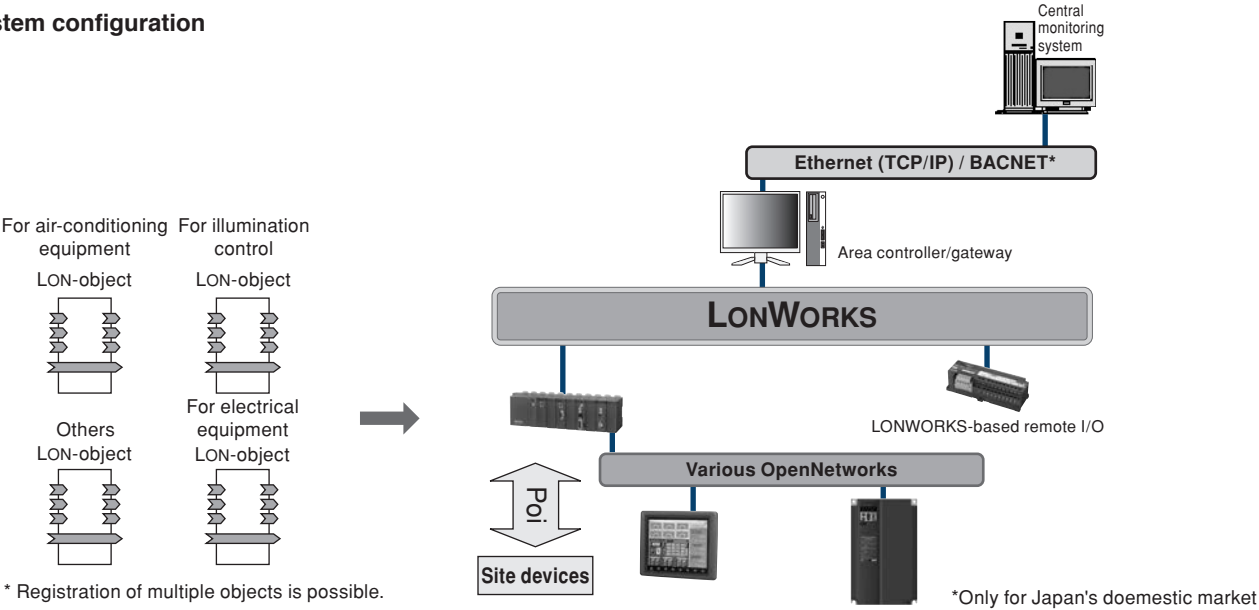 stem configuration
Central
monitoring
system
Ethernet (TCP/IP) / BACNET*
Area controller/gateway
LONWORKS
LONWORKS-based remote I/O
Various OpenNetworks
Poi
Site devices
*Only for Japan's doemestic market
For air-conditioning
equipment
LON-object
For illumination
control
LON-object
Others
LON-object
For electrical
equipment
LON-object
* Registration of multiple objects is possible.